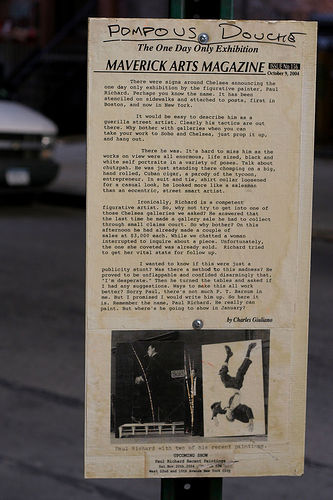 POMPOUS DOUCHE
The One Day Only Exhibition
MAVERICK ARTS MAGAZINE ISSUE No 156
October 9, 2004
There were signs around Chelsea announcing the
one day only exhibition by the figurative painter, Paul
Richard. Perhaps you know the name. It has been
stenciled on sidewalks and attached to posts, first in
Boston, and now in New York.
It would be easy to describe him as a
guerilla street artist. Clearly his tactics are out
there. Why bother with galleries when you can
take your work to Soho and Chelsea, just prop it up,
and hang out.
There he was. It's hard to miss him as the
works on view were all enormous, life sized, black and
white self portraits in a variety of poses. Talk about
chutzpah. He was just standing there chomping on a big,
hand rolled, Cuban cigar, a parody of the tycoon,
entrepreneur. In suit and tie, shirt collar loosened
for a casual look, he looked more like a salesman
than an eccentric, street smart artist.
Ironically, Richard is a competent
figurative artist. So, why not try to get into one of
those Chelsea galleries we asked? He answered that
the last time he made a gallery sale he had to collect
through small claims court. So why bother? On this
afternoon he had already made a couple of
sales at $3,000 each. While we chatted a woman
interrupted to inquire about a piece. Unfortunately,
the one she coveted was already sold. Richard tried
to get her vital stats for follow up.
I wanted to know if this were just a
publicity stunt? Was there a method to this madness? He
proved to be unflappable and confided disarmingly that,
"I'm desperate." Then he turned the tables and asked if
I had any suggestions. Ways to make this all work
better? Sorry Paul, there's not much P. T. Barnum in
me. But I promised I would write him up. So here it
is. Remember the name, Paul Richard. He really can
paint. But where's he going to show in January?
by Charles Giuliano
Paul Richard with two of his recent paintings.
UPCOMING SHOW
Paul Richard Recent Paintings
Sat Nov 20th 2004
West 22nd and 10th Avenue New York City